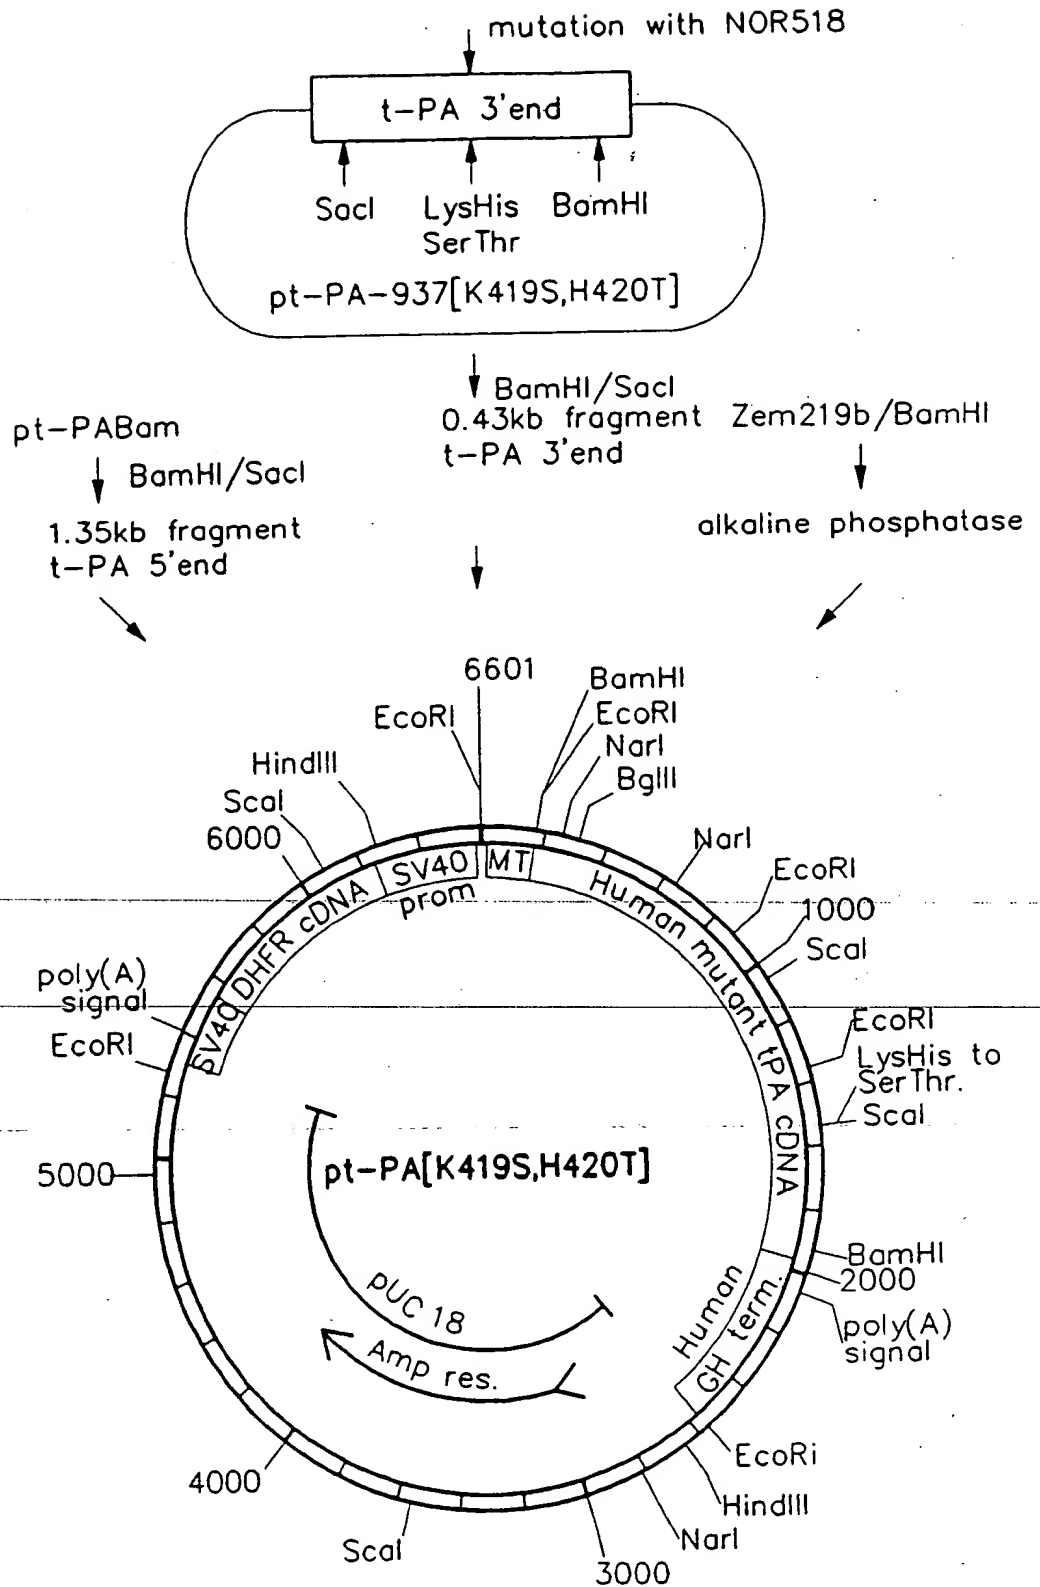 mutation with NOR518
t-PA 3'end
SacI
LysHis
SerThr
BamHI
pt-PA-937[K419S,H420T]
BamHI/SacI
0.43kb fragment
t-PA 3'end
pt-PABam
BamHI/SacI
1.35kb fragment
t-PA 5'end
Zem219b/BamHI
alkaline phosphatase
6601
EcoRI
BamHI
EcoRI
NarI
BglII
HindIII
ScaI
6000
NarI
EcoRI
1000
ScaI
SV40
prom
MT
Human mutant tPA cDNA
DHFR cDNA
SV40
poly(A)
signal
EcoRI
EcoRI
LysHis to
SerThr.
ScaI
5000
pt-PA[K419S,H420T]
BamHI
2000
poly(A)
signal
Human
GH term.
pUC 18
Amp res.
EcoRi
HindIII
NarI
3000
ScaI
4000